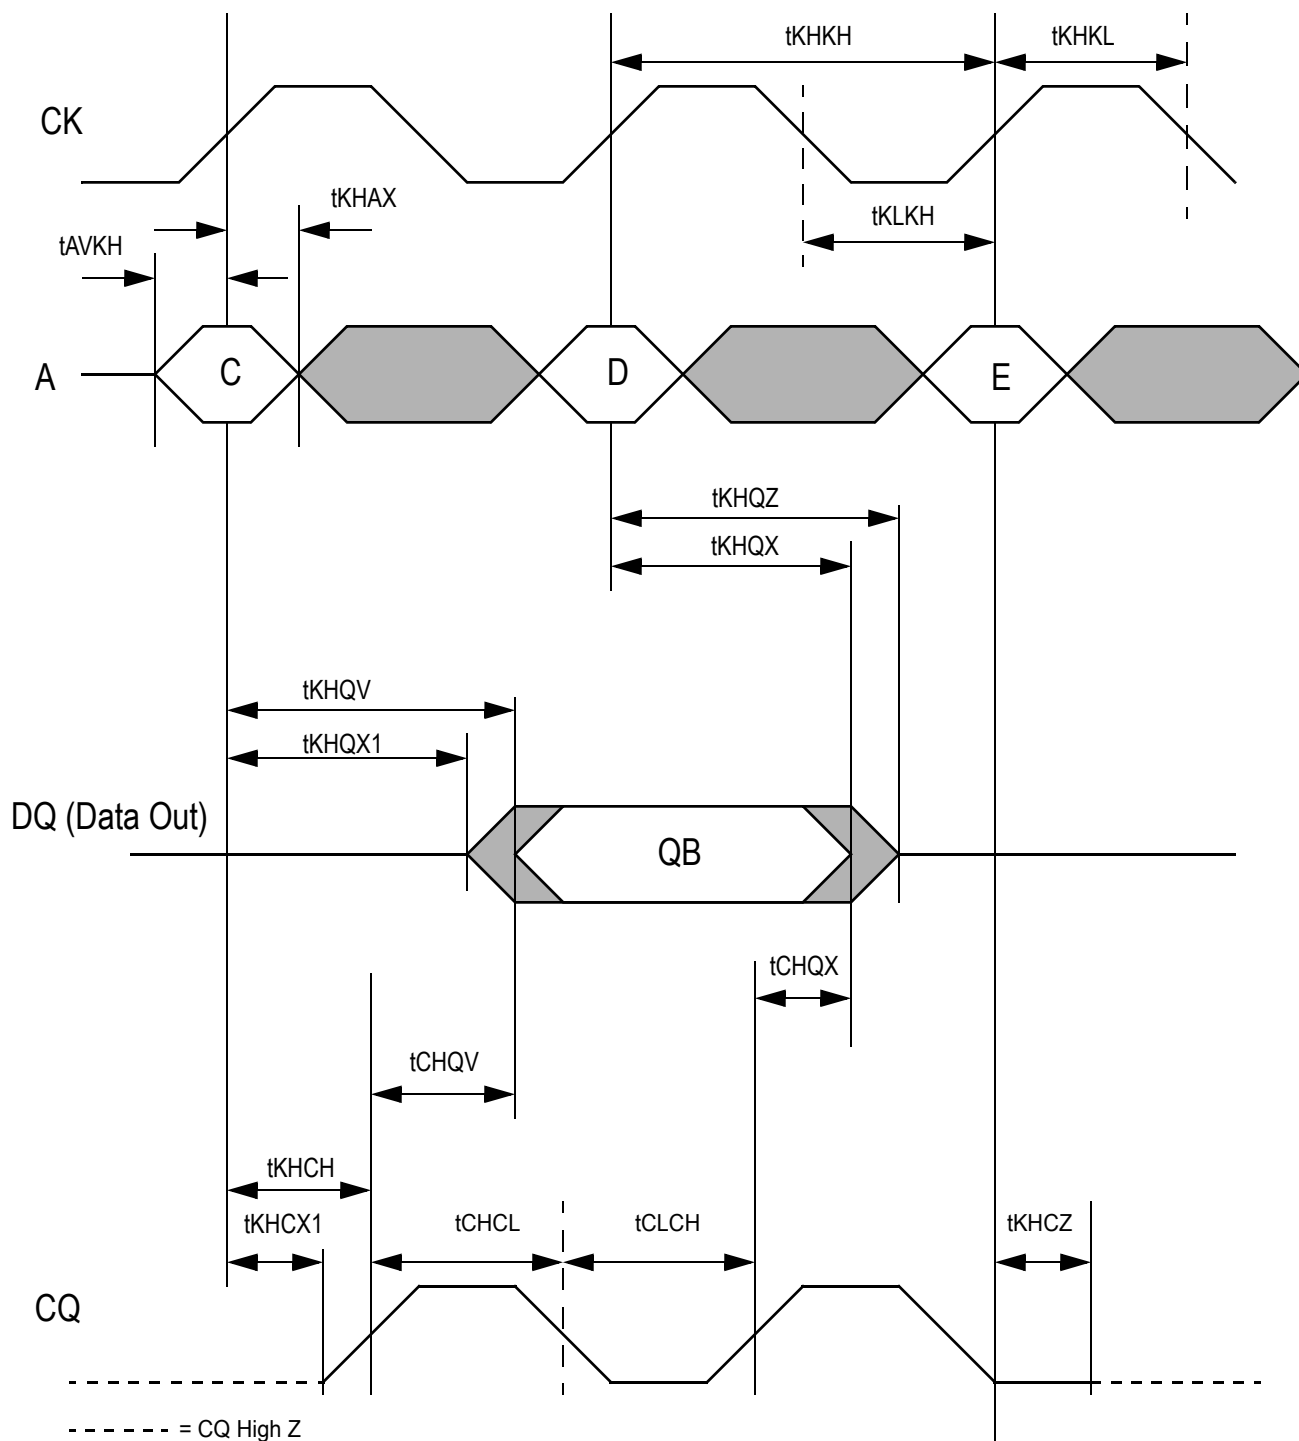 tKHKH
tKHKL
CK
tKHAX
tKLKH
tAVKH
A
C
D
E
tKHQZ
tKHQX
tKHQV
tKHQX1
DQ (Data Out)
QB
tCHQX
tCHQV
tKHCH
tKHCX1
tCHCL
tCLCH
tKHCZ
CQ
= CQ High Z